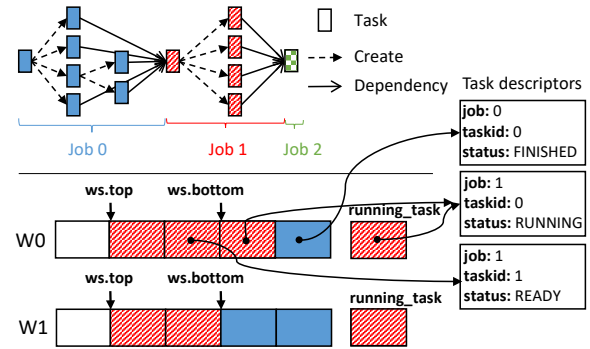 Task
Create
Dependency
Job 0
Job 1
Job 2
Task descriptors
job: 0
taskid: 0
status: FINISHED
job: 1
taskid: 0
status: RUNNING
job: 1
taskid: 1
status: READY
ws.top
ws.bottom
running_task
W0
ws.top
ws.bottom
running_task
W1